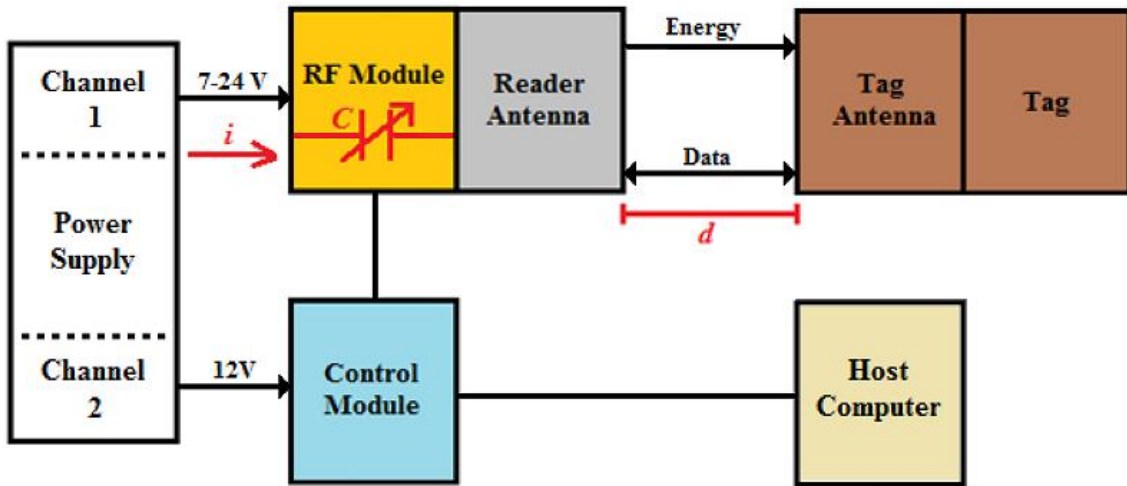 Channel
1
Power
Supply
Channel
2
7-24 V
i
12V
RF Module
C
Reader
Antenna
Energy
Data
d
Tag
Antenna
Tag
Control
Module
Host
Computer